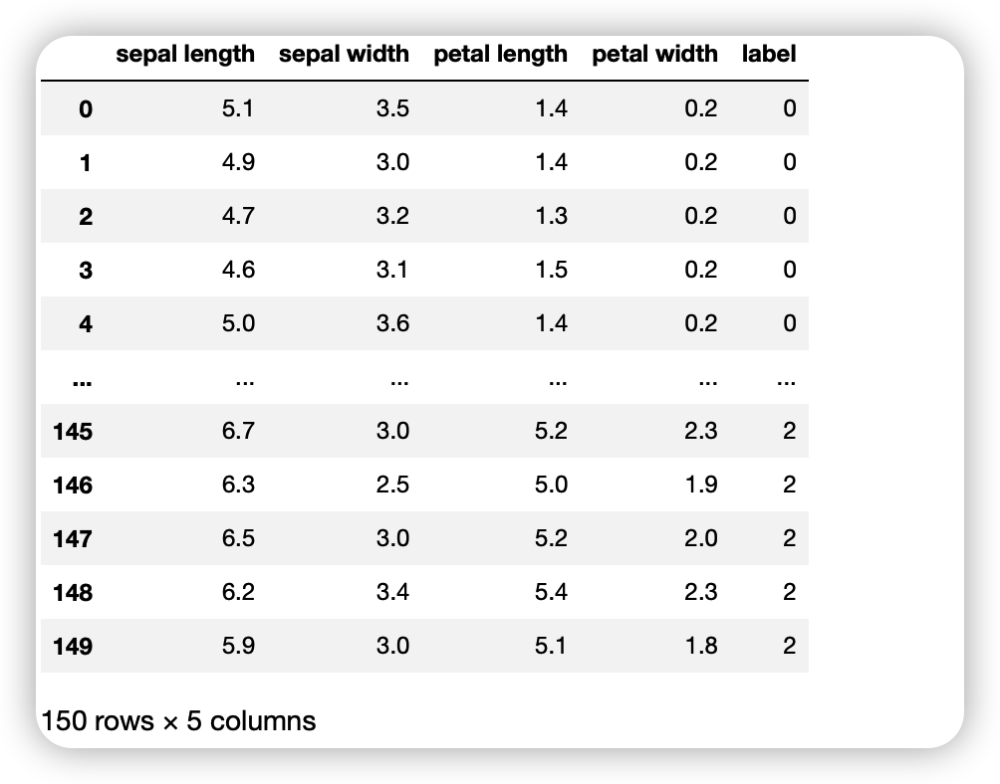 sepal length sepal width petal length petal width label
0 5.1 3.5 1.4 0.2 0
1 4.9 3.0 1.4 0.2 0
2 4.7 3.2 1.3 0.2 0
3 4.6 3.1 1.5 0.2 0
4 5.0 3.6 1.4 0.2 0
... ... ... ... ... ...
145 6.7 3.0 5.2 2.3 2
146 6.3 2.5 5.0 1.9 2
147 6.5 3.0 5.2 2.0 2
148 6.2 3.4 5.4 2.3 2
149 5.9 3.0 5.1 1.8 2
150 rows × 5 columns